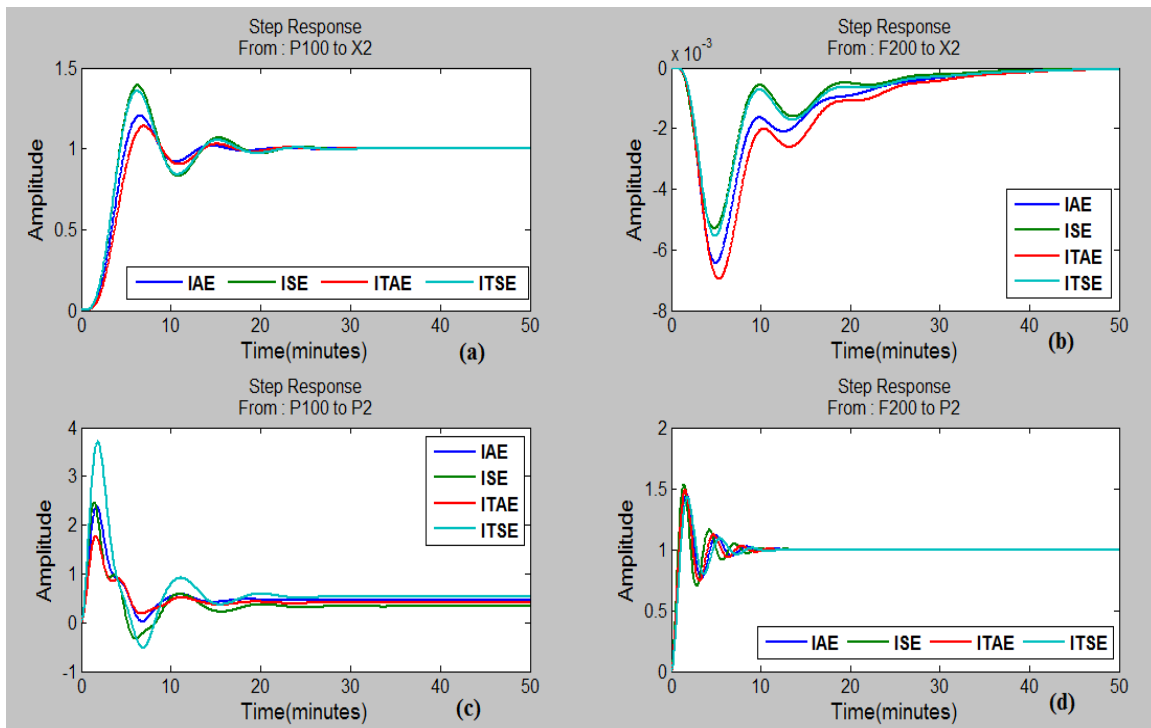 Step Response
From : P100 to X2
1.5
1
0.5
0
0 10 20 30 40 50
Amplitude
IAE ISE ITAE ITSE
Time(minutes)
(a)
Step Response
From : F200 to X2
x 10⁻³
0
-2
-4
-6
-8
0 10 20 30 40 50
Amplitude
IAE
ISE
ITAE
ITSE
Time(minutes)
(b)
Step Response
From : P100 to P2
4
3
2
1
0
-1
0 10 20 30 40 50
Amplitude
IAE
ISE
ITAE
ITSE
Time(minutes)
(c)
Step Response
From : F200 to P2
2
1.5
1
0.5
0
0 10 20 30 40 50
Amplitude
IAE ISE ITAE ITSE
Time(minutes)
(d)